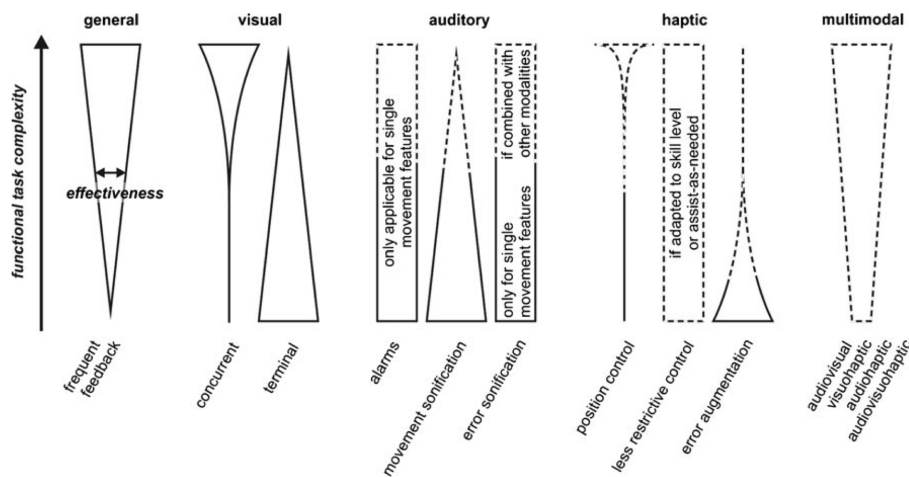 general
visual
auditory
haptic
multimodal
functional task complexity
effectiveness
only applicable for single
movement features
only for single
movement features
if combined with
other modalities
if adapted to skill level
or assist-as-needed
frequent
feedback
concurrent
terminal
alarms
movement sonification
error sonification
position control
less restrictive control
error augmentation
audiovisual
visuohaptic
audiohaptic
audiovisuohaptic